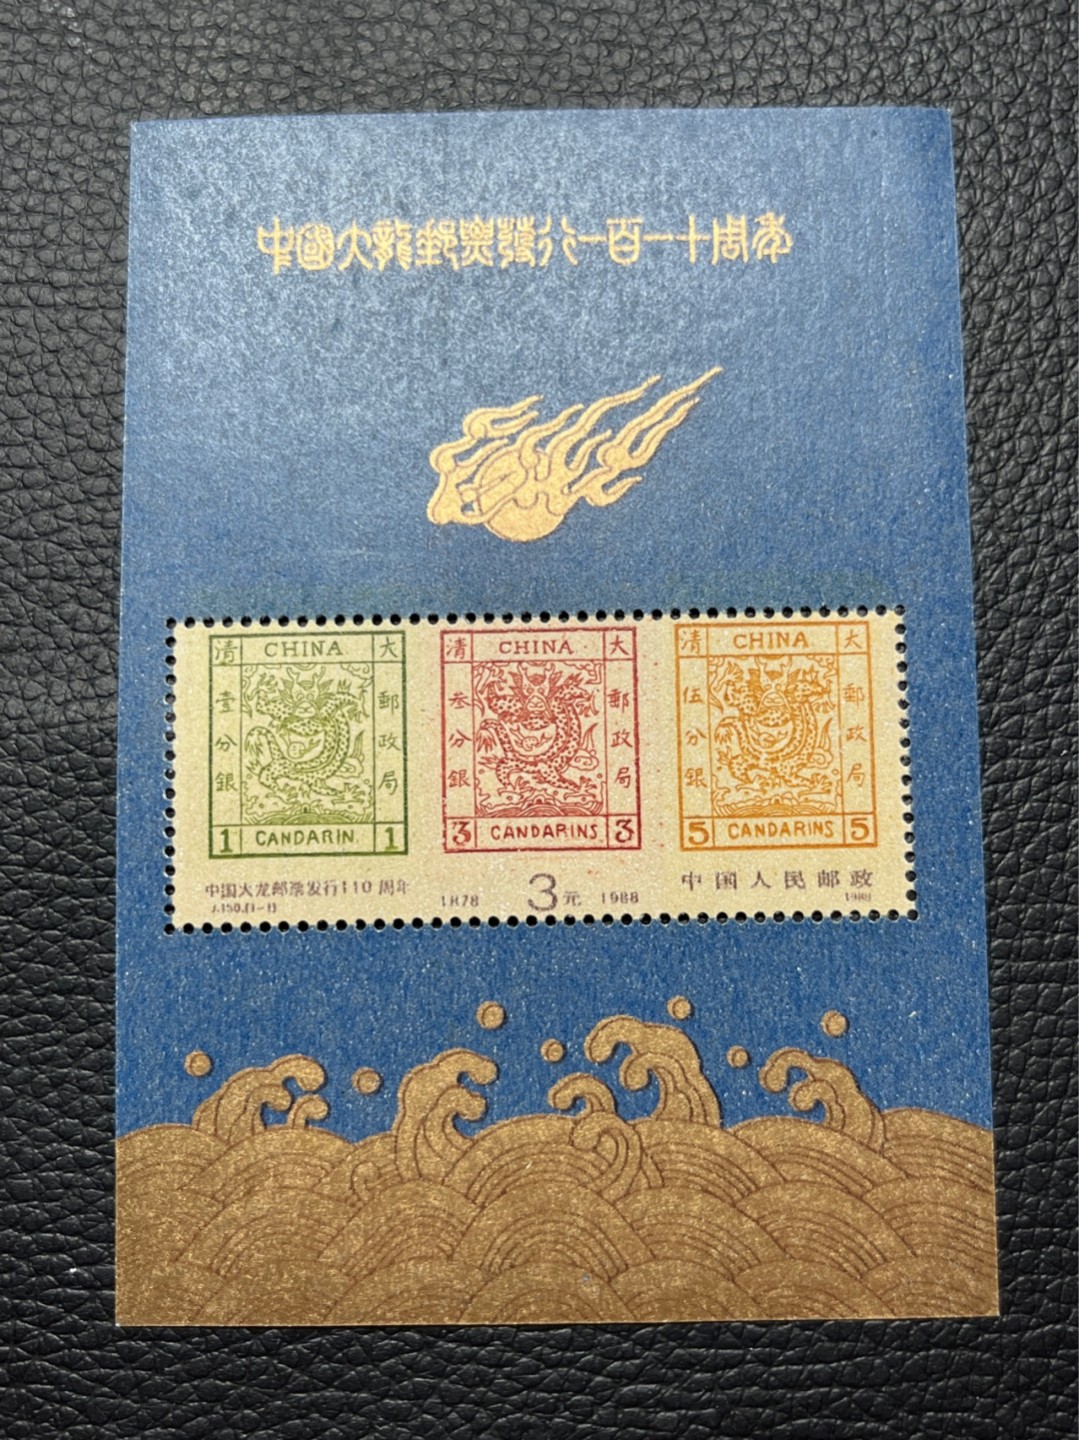 中國大龍郵票發行一百一十周年
清 CHINA 大
壹分銀
郵政局
1 CANDARIN. 1
清 CHINA 大
叁分銀
郵政局
3 CANDARINS. 3
清 CHINA 大
伍分銀
郵政局
5 CANDARINS 5
中国大龙邮票发行110周年
J.150.(1-1)
1878 3元 1988
中国人民邮政
1988